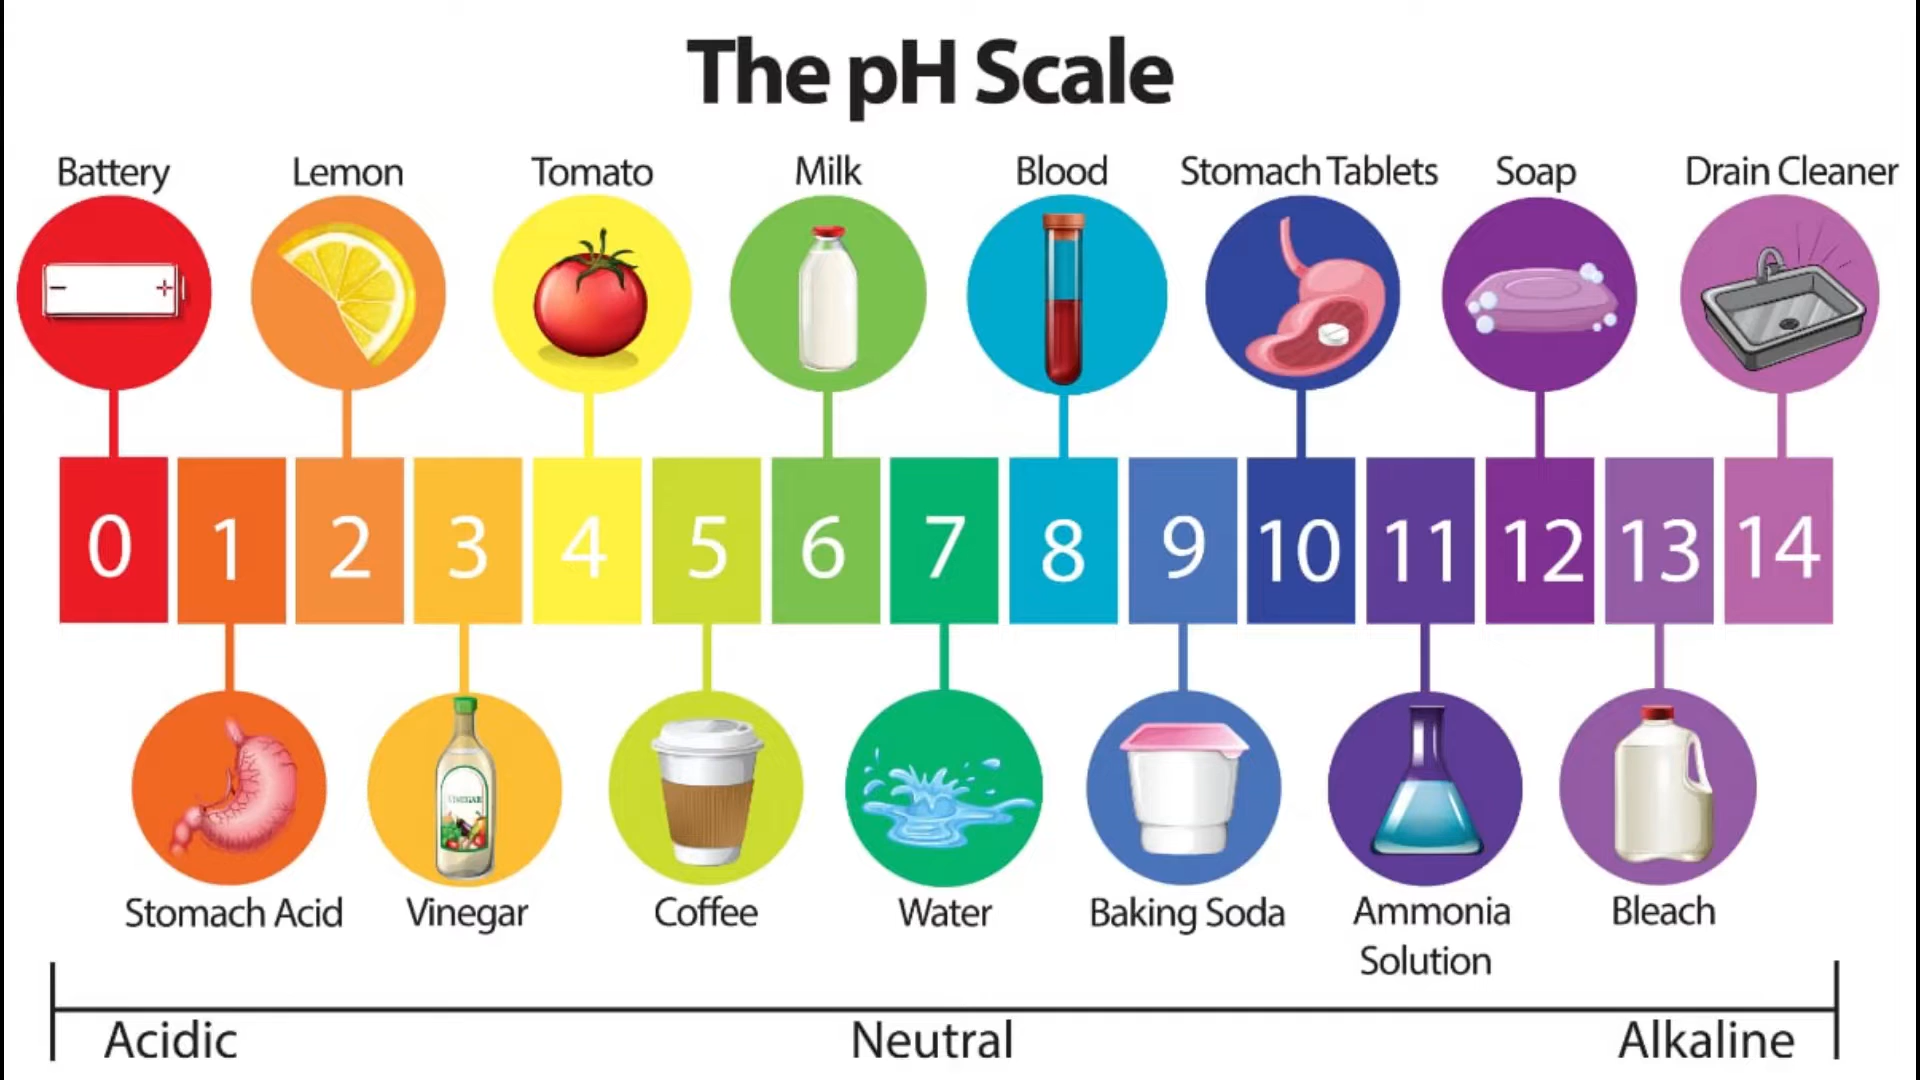 The pH Scale
Battery
Lemon
Tomato
Milk
Blood
Stomach Tablets
Soap
Drain Cleaner
- +
0 1 2 3 4 5 6 7 8 9 10 11 12 13 14
VINEGAR
Stomach Acid
Vinegar
Coffee
Water
Baking Soda
Ammonia
Solution
Bleach
Acidic
Neutral
Alkaline